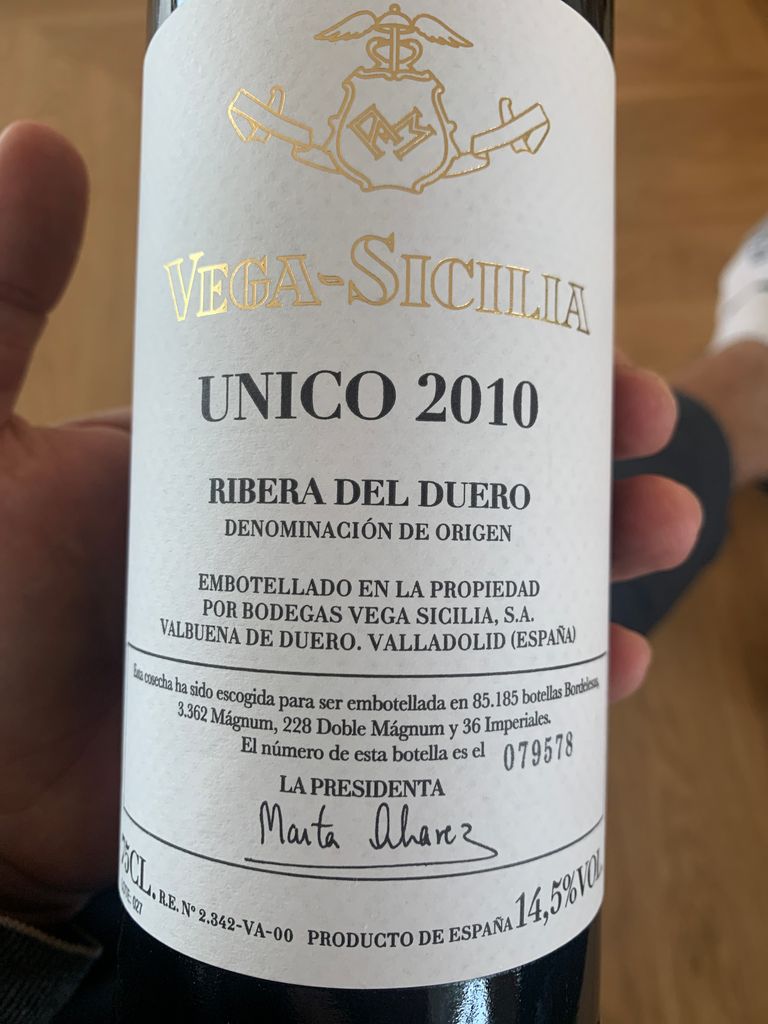 VEGA-SICILIA
UNICO 2010
RIBERA DEL DUERO
DENOMINACIÓN DE ORIGEN
EMBOTELLADO EN LA PROPIEDAD
POR BODEGAS VEGA SICILIA, S.A.
VALBUENA DE DUERO. VALLADOLID (ESPAÑA)
Esta cosecha ha sido escogida para ser embotellada en 85.185 botellas Bordelesas,
3.362 Mágnum, 228 Doble Mágnum y 36 Imperiales.
El número de esta botella es el 079578
LA PRESIDENTA
Marta Alvarez
75CL. R.E. Nº 2.342-VA-00 PRODUCTO DE ESPAÑA 14,5%VOL.